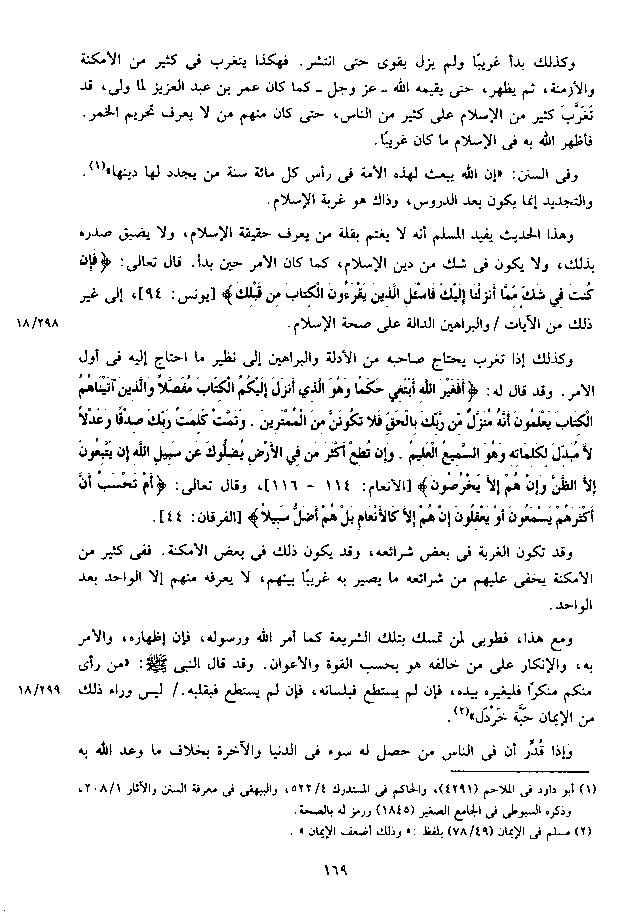 وكذلك بدأ غريبًا ولم يزل يقوى حتى انتشر. فهكذا يتغرب فى كثير من الأمكنة
والأزمنة، ثم يظهر، حتى يقيمه الله ـ عز وجل ـ كما كان عمر بن عبد العزيز لما ولى، قد
تَغَرَّبَ كثير من الإسلام على كثير من الناس، حتى كان منهم من لا يعرف تحريم الخمر.
فأظهر الله به فى الإسلام ما كان غريبًا.
وفى السنن: «إن الله يبعث لهذه الأمة فى رأس كل مائة سنة من يجدد لها دينها»(١).
والتجديد إنما يكون بعد الدروس، وذاك هو غربة الإسلام.
وهذا الحديث يفيد المسلم أنه لا يغتم بقلة من يعرف حقيقة الإسلام، ولا يضيق صدره
بذلك، ولا يكون فى شك من دين الإسلام، كما كان الأمر حين بدأ. قال تعالى: ﴿فَإِن
كُنتَ فِي شَكٍّ مِّمَّا أَنزَلْنَا إِلَيْكَ فَاسْئَلِ الَّذِينَ يَقْرَءُونَ الْكِتَابَ مِن قَبْلِكَ﴾ [يونس: ٩٤]، إلى غير
ذلك من الآيات / والبراهين الدالة على صحة الإسلام. ١٨/٢٩٨
وكذلك إذا تغرب يحتاج صاحبه من الأدلة والبراهين إلى نظير ما احتاج إليه فى أول
الأمر. وقد قال له: ﴿أَفَغَيْرَ اللَّهِ أَبْتَغِي حَكَمًا وَهُوَ الَّذِي أَنزَلَ إِلَيْكُمُ الْكِتَابَ مُفَصَّلاً وَالَّذِينَ آتَيْنَاهُمُ
الْكِتَابَ يَعْلَمُونَ أَنَّهُ مُنَزَّلٌ مِّن رَّبِّكَ بِالْحَقِّ فَلا تَكُونَنَّ مِنَ الْمُمْتَرِينَ . وَتَمَّتْ كَلِمَتُ رَبِّكَ صِدْقًا وَعَدْلاً
لاَّ مُبَدِّلَ لِكَلِمَاتِهِ وَهُوَ السَّمِيعُ الْعَلِيمُ . وَإِن تُطِعْ أَكْثَرَ مَن فِي الأَرْضِ يُضِلُّوكَ عَن سَبِيلِ اللَّهِ إِن يَتَّبِعُونَ
إِلاَّ الظَّنَّ وَإِنْ هُمْ إِلاَّ يَخْرُصُونَ﴾ [الأنعام: ١١٤ - ١١٦]، وقال تعالى: ﴿أَمْ تَحْسَبُ أَنَّ
أَكْثَرَهُمْ يَسْمَعُونَ أَوْ يَعْقِلُونَ إِنْ هُمْ إِلاَّ كَالأَنْعَامِ بَلْ هُمْ أَضَلُّ سَبِيلاً﴾ [الفرقان: ٤٤].
وقد تكون الغربة فى بعض شرائعه، وقد يكون ذلك فى بعض الأمكنة. ففى كثير من
الأمكنة يخفى عليهم من شرائعه ما يصير به غريبًا بينهم، لا يعرفه منهم إلا الواحد بعد
الواحد.
ومع هذا، فطوبى لمن تمسك بتلك الشريعة كما أمر الله ورسوله، فإن إظهاره، والأمر
به، والإنكار على من خالفه هو بحسب القوة والأعوان. وقد قال النبى ﷺ: «من رأى
منكم منكرًا فليغيره بيده، فإن لم يستطع فبلسانه، فإن لم يستطع فبقلبه. / ليس وراء ذلك ١٨/٢٩٩
من الإيمان حَبَّة خَرْدَل»(٢).
وإذا قُدِّر أن فى الناس من حصل له سوء فى الدنيا والآخرة بخلاف ما وعد الله به
(١) أبو داود فى الملاحم (٤٢٩١)، والحاكم فى المستدرك ٥٢٢/٤، والبيهقى فى معرفة السنن والآثار ٢٠٨/١،
وذكره السيوطى فى الجامع الصغير (١٨٤٥) ورمز له بالصحة.
(٢) مسلم فى الإيمان (٧٨/٤٩) بلفظ : « وذلك أضعف الإيمان » .
١٦٩